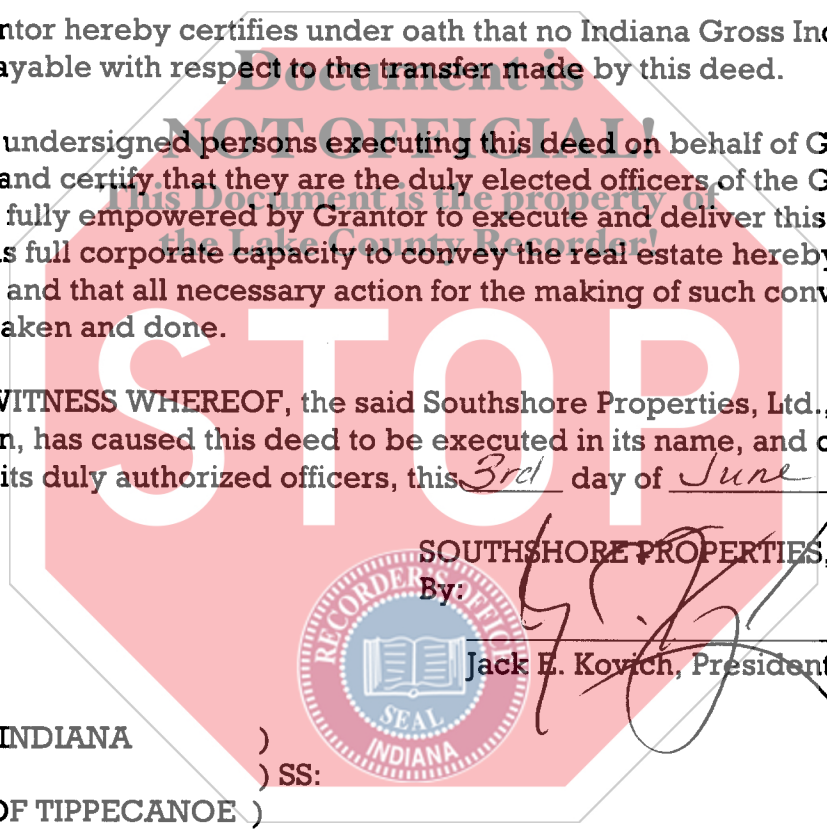 ntor hereby certifies under oath that no Indiana Gross Inc
ayable with respect to the transfer made by this deed.
Document is
NOT OFFICIAL!
This Document is the property of
the Lake County Recorder!
undersigned persons executing this deed on behalf of G
and certify that they are the duly elected officers of the G
fully empowered by Grantor to execute and deliver this
s full corporate capacity to convey the real estate hereby
and that all necessary action for the making of such conv
aken and done.
STOP
WITNESS WHEREOF, the said Southshore Properties, Ltd.,
n, has caused this deed to be executed in its name, and
its duly authorized officers, this 3rd day of June
SOUTHSHORE PROPERTIES,
By:
Jack E. Kovich, President
RECORDER'S OFFICE
SEAL
INDIANA
INDIANA )
) SS:
OF TIPPECANOE )